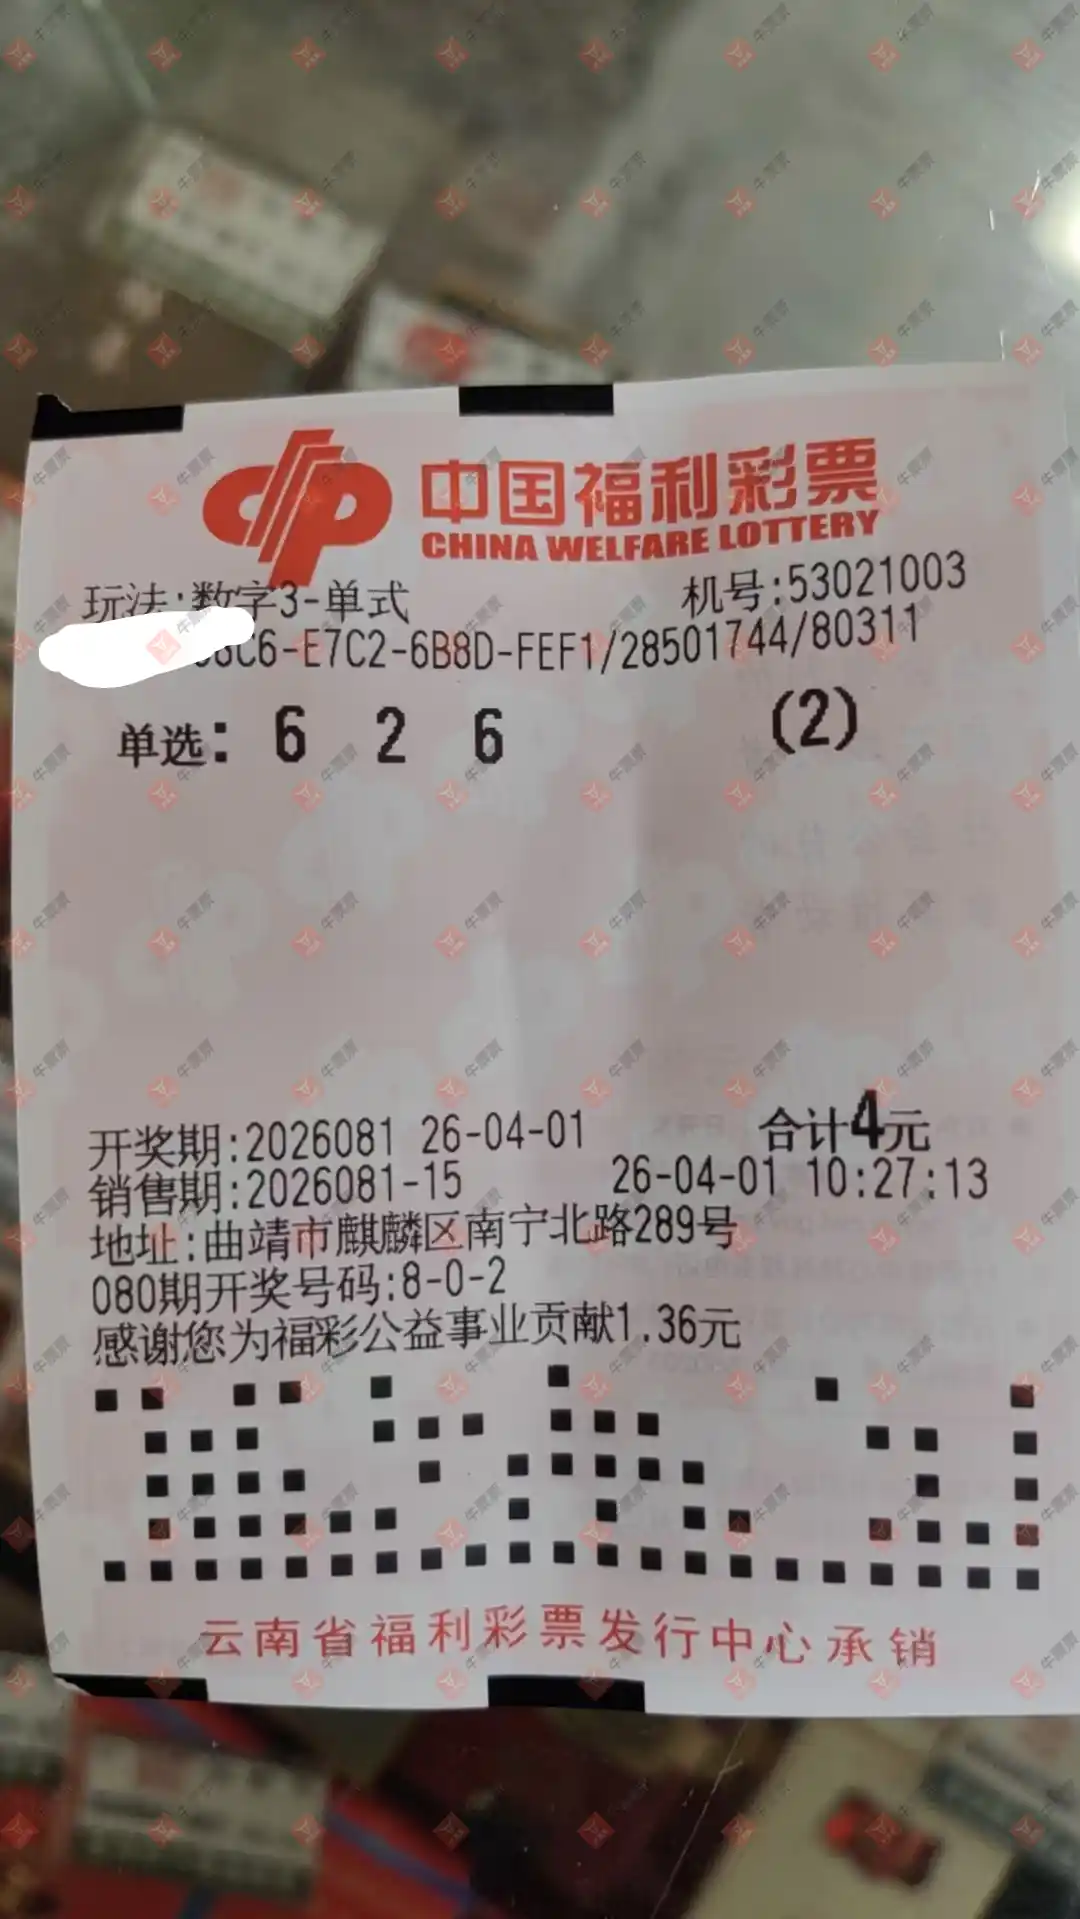 中国福利彩票
CHINA WELFARE LOTTERY
玩法:数字3-单式 机号:53021003
C6-E7C2-6B8D-FEF1/28501744/80311
单选: 6 2 6 (2)
开奖期:2026081 26-04-01 合计4元
销售期:2026081-15 26-04-01 10:27:13
地址:曲靖市麒麟区南宁北路289号
080期开奖号码:8-0-2
感谢您为福彩公益事业贡献1.36元
云南省福利彩票发行中心承销
牛票票